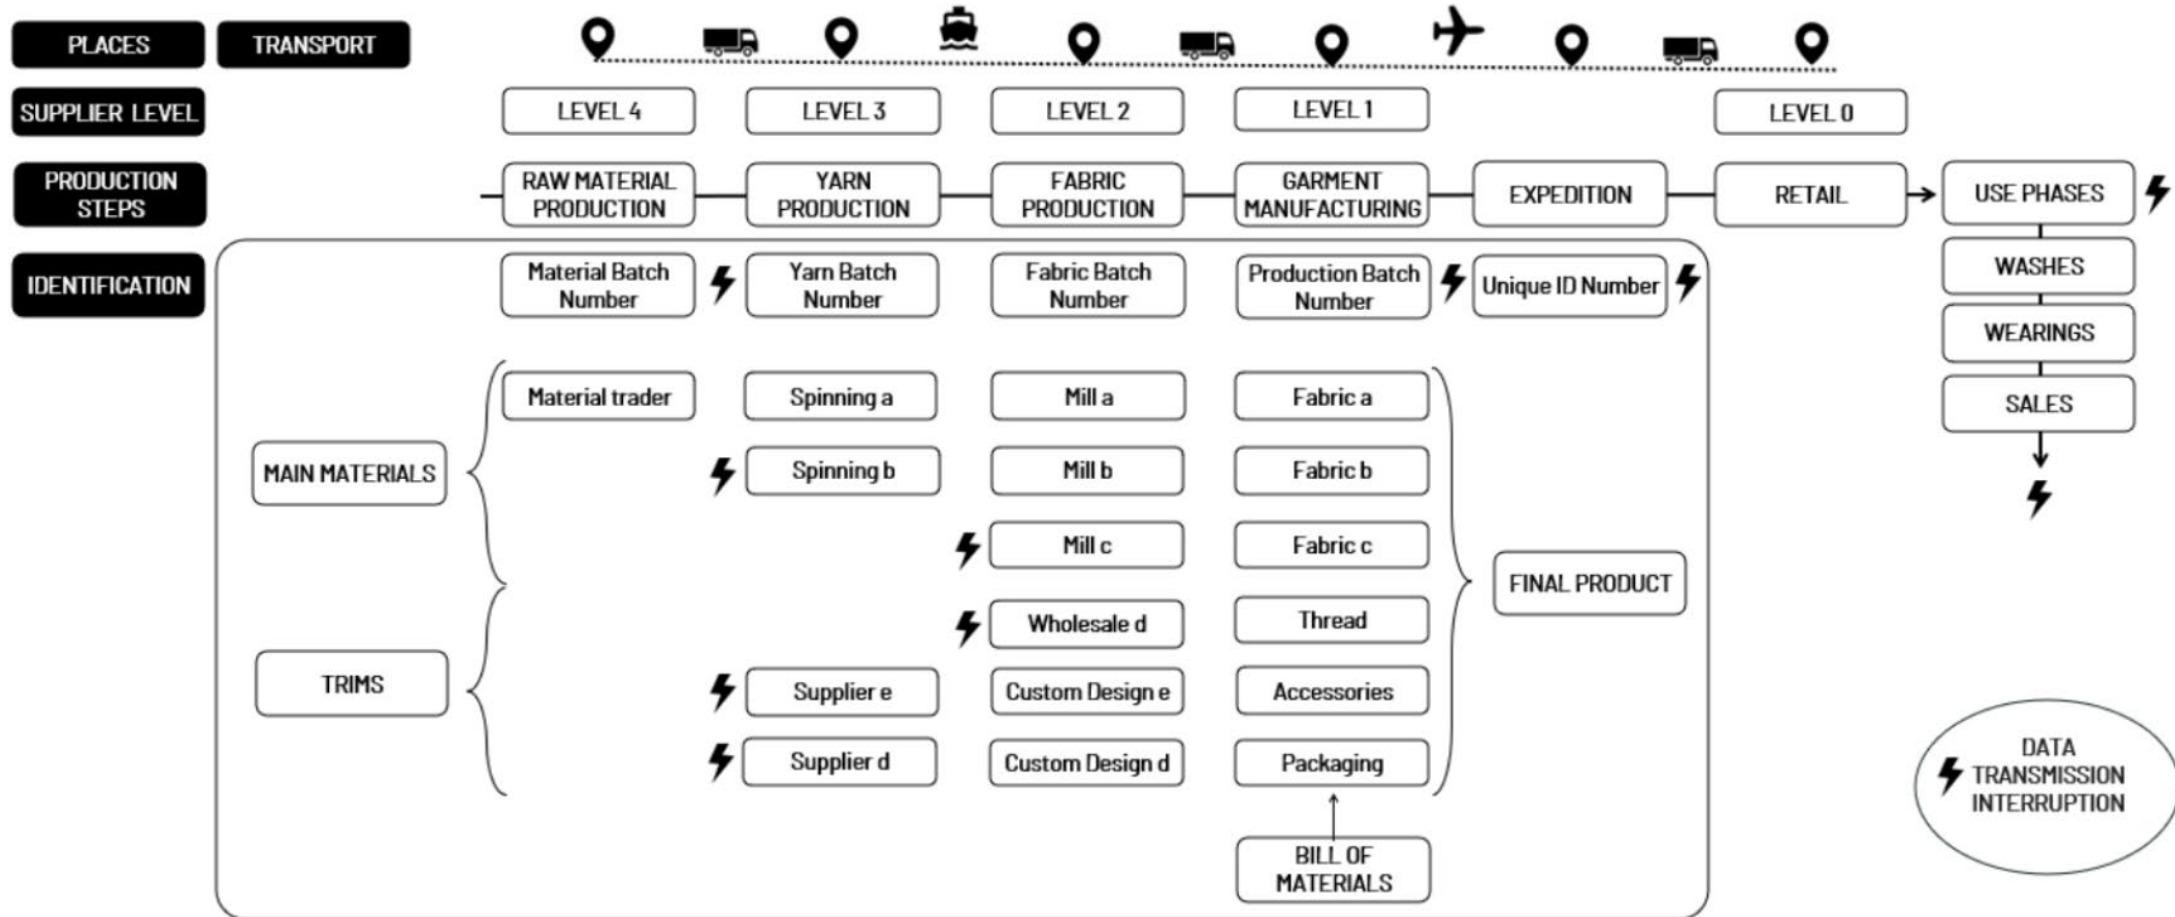 PLACES
TRANSPORT
SUPPLIER LEVEL
LEVEL 4
LEVEL 3
LEVEL 2
LEVEL 1
LEVEL 0
PRODUCTION
STEPS
RAW MATERIAL
PRODUCTION
YARN
PRODUCTION
FABRIC
PRODUCTION
GARMENT
MANUFACTURING
EXPEDITION
RETAIL
USE PHASES
WASHES
WEARINGS
SALES
IDENTIFICATION
Material Batch
Number
Yarn Batch
Number
Fabric Batch
Number
Production Batch
Number
Unique ID Number
MAIN MATERIALS
Material trader
Spinning a
Mill a
Fabric a
Spinning b
Mill b
Fabric b
Mill c
Fabric c
FINAL PRODUCT
TRIMS
Wholesale d
Thread
Supplier e
Custom Design e
Accessories
Supplier d
Custom Design d
Packaging
BILL OF
MATERIALS
DATA
TRANSMISSION
INTERRUPTION